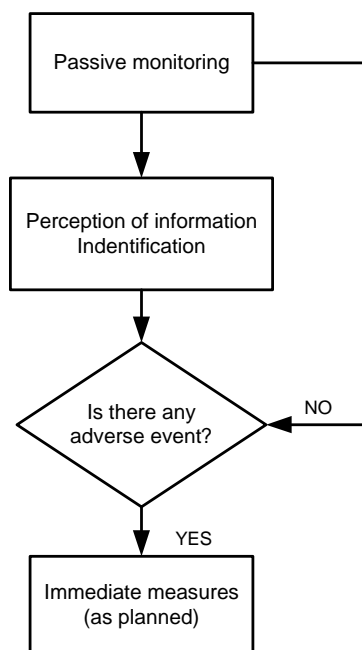 Passive monitoring
Perception of information
Indentification
Is there any
adverse event?
NO
YES
Immediate measures
(as planned)